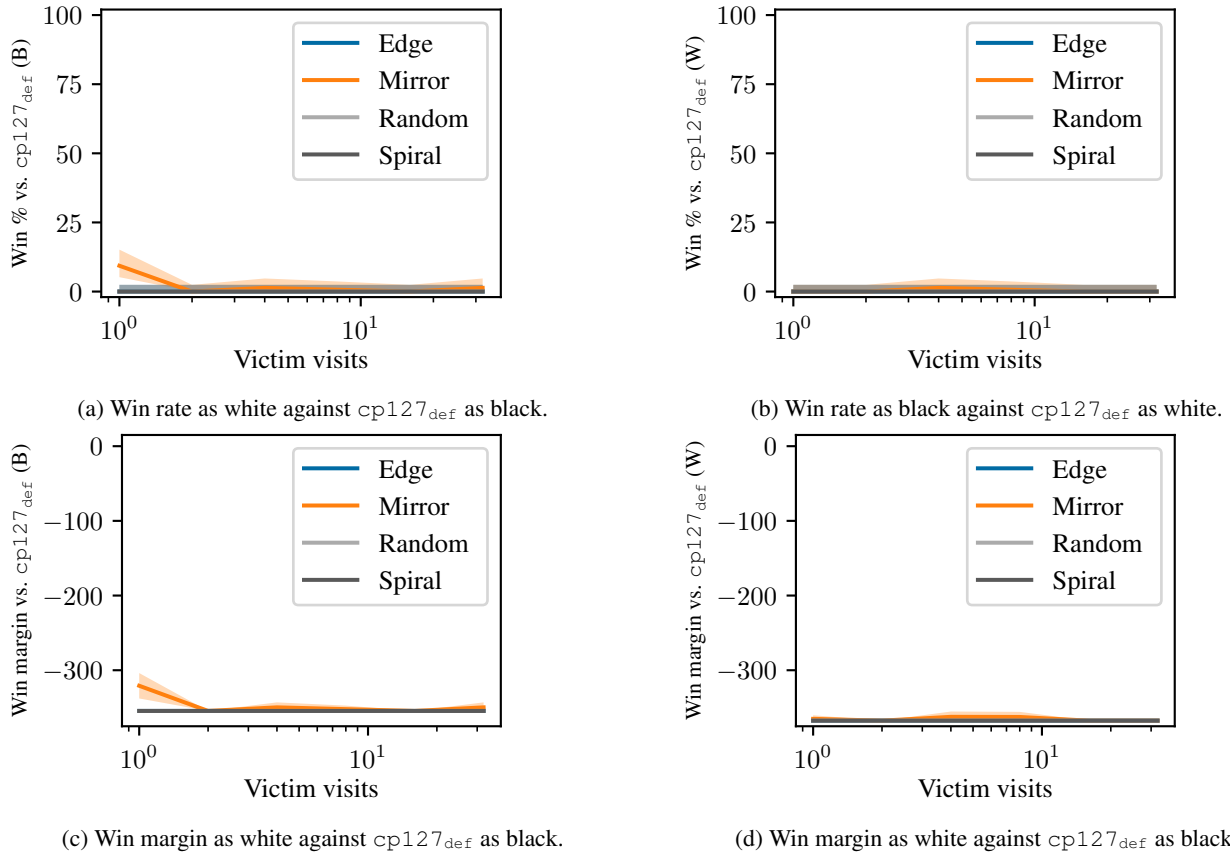 Win % vs. cp127def (B)
100
75
50
25
0
Edge
Mirror
Random
Spiral
10^0
10^1
Victim visits
(a) Win rate as white against cp127def as black.
Win % vs. cp127def (W)
100
75
50
25
0
Edge
Mirror
Random
Spiral
10^0
10^1
Victim visits
(b) Win rate as black against cp127def as white.
Win margin vs. cp127def (B)
0
−100
−200
−300
Edge
Mirror
Random
Spiral
10^0
10^1
Victim visits
(c) Win margin as white against cp127def as black.
Win margin vs. cp127def (W)
0
−100
−200
−300
Edge
Mirror
Random
Spiral
10^0
10^1
Victim visits
(d) Win margin as white against cp127def as black